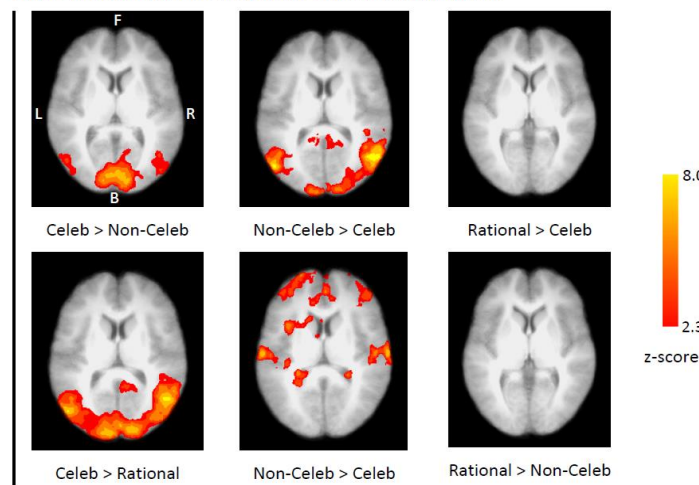 F
L
R
B
Celeb > Non-Celeb
Non-Celeb > Celeb
Rational > Celeb
8.0
2.3
z-score
Celeb > Rational
Non-Celeb > Celeb
Rational > Non-Celeb